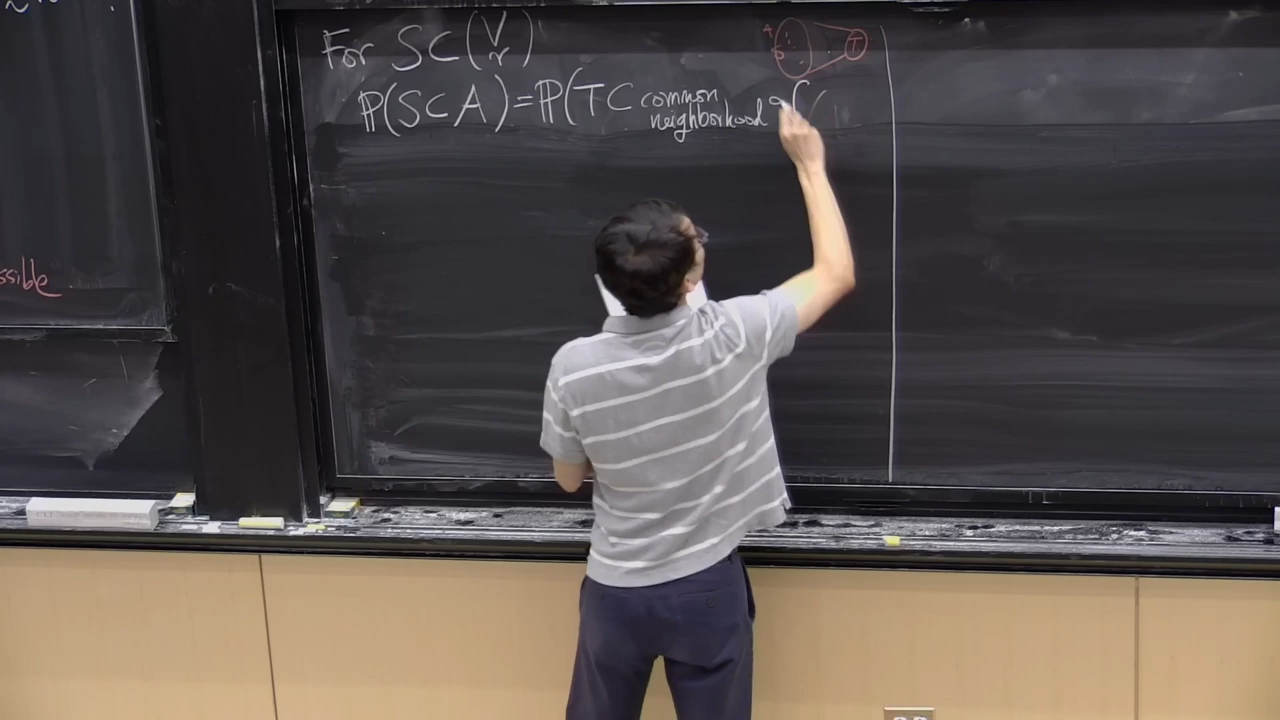 For S⊂(V r)
A S T
P(S⊂A)=P(T⊂ common neighborhood of
ssible